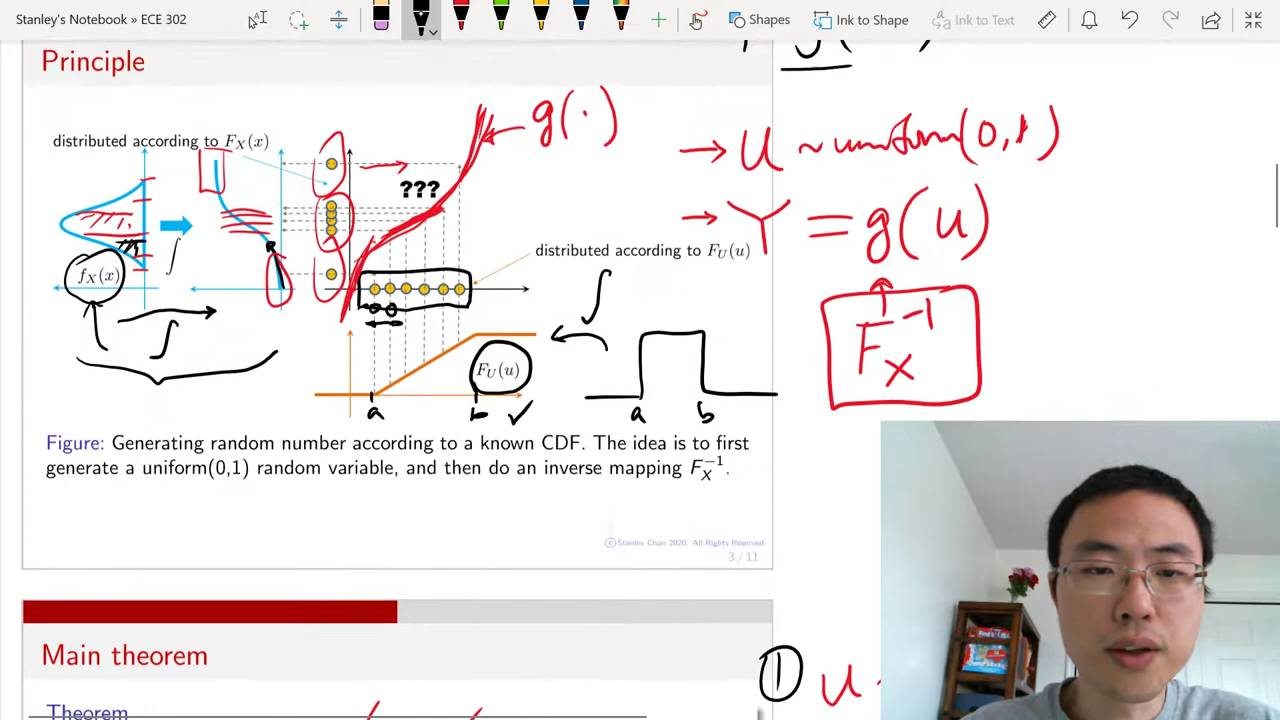 Stanley's Notebook » ECE 302
Shapes
Ink to Shape
Ink to Text
Principle
distributed according to F_X(x)
g(·)
→ U ~ uniform(0,1)
???
→ Y = g(U)
distributed according to F_U(u)
f_X(x)
∫
∫
∫
F_X^{-1}
F_U(u)
a b ✓
a b
Figure: Generating random number according to a known CDF. The idea is to first
generate a uniform(0,1) random variable, and then do an inverse mapping F_X^{-1}.
©Stanley Chan 2020. All Rights Reserved.
3 / 11
Main theorem
① U
Theorem